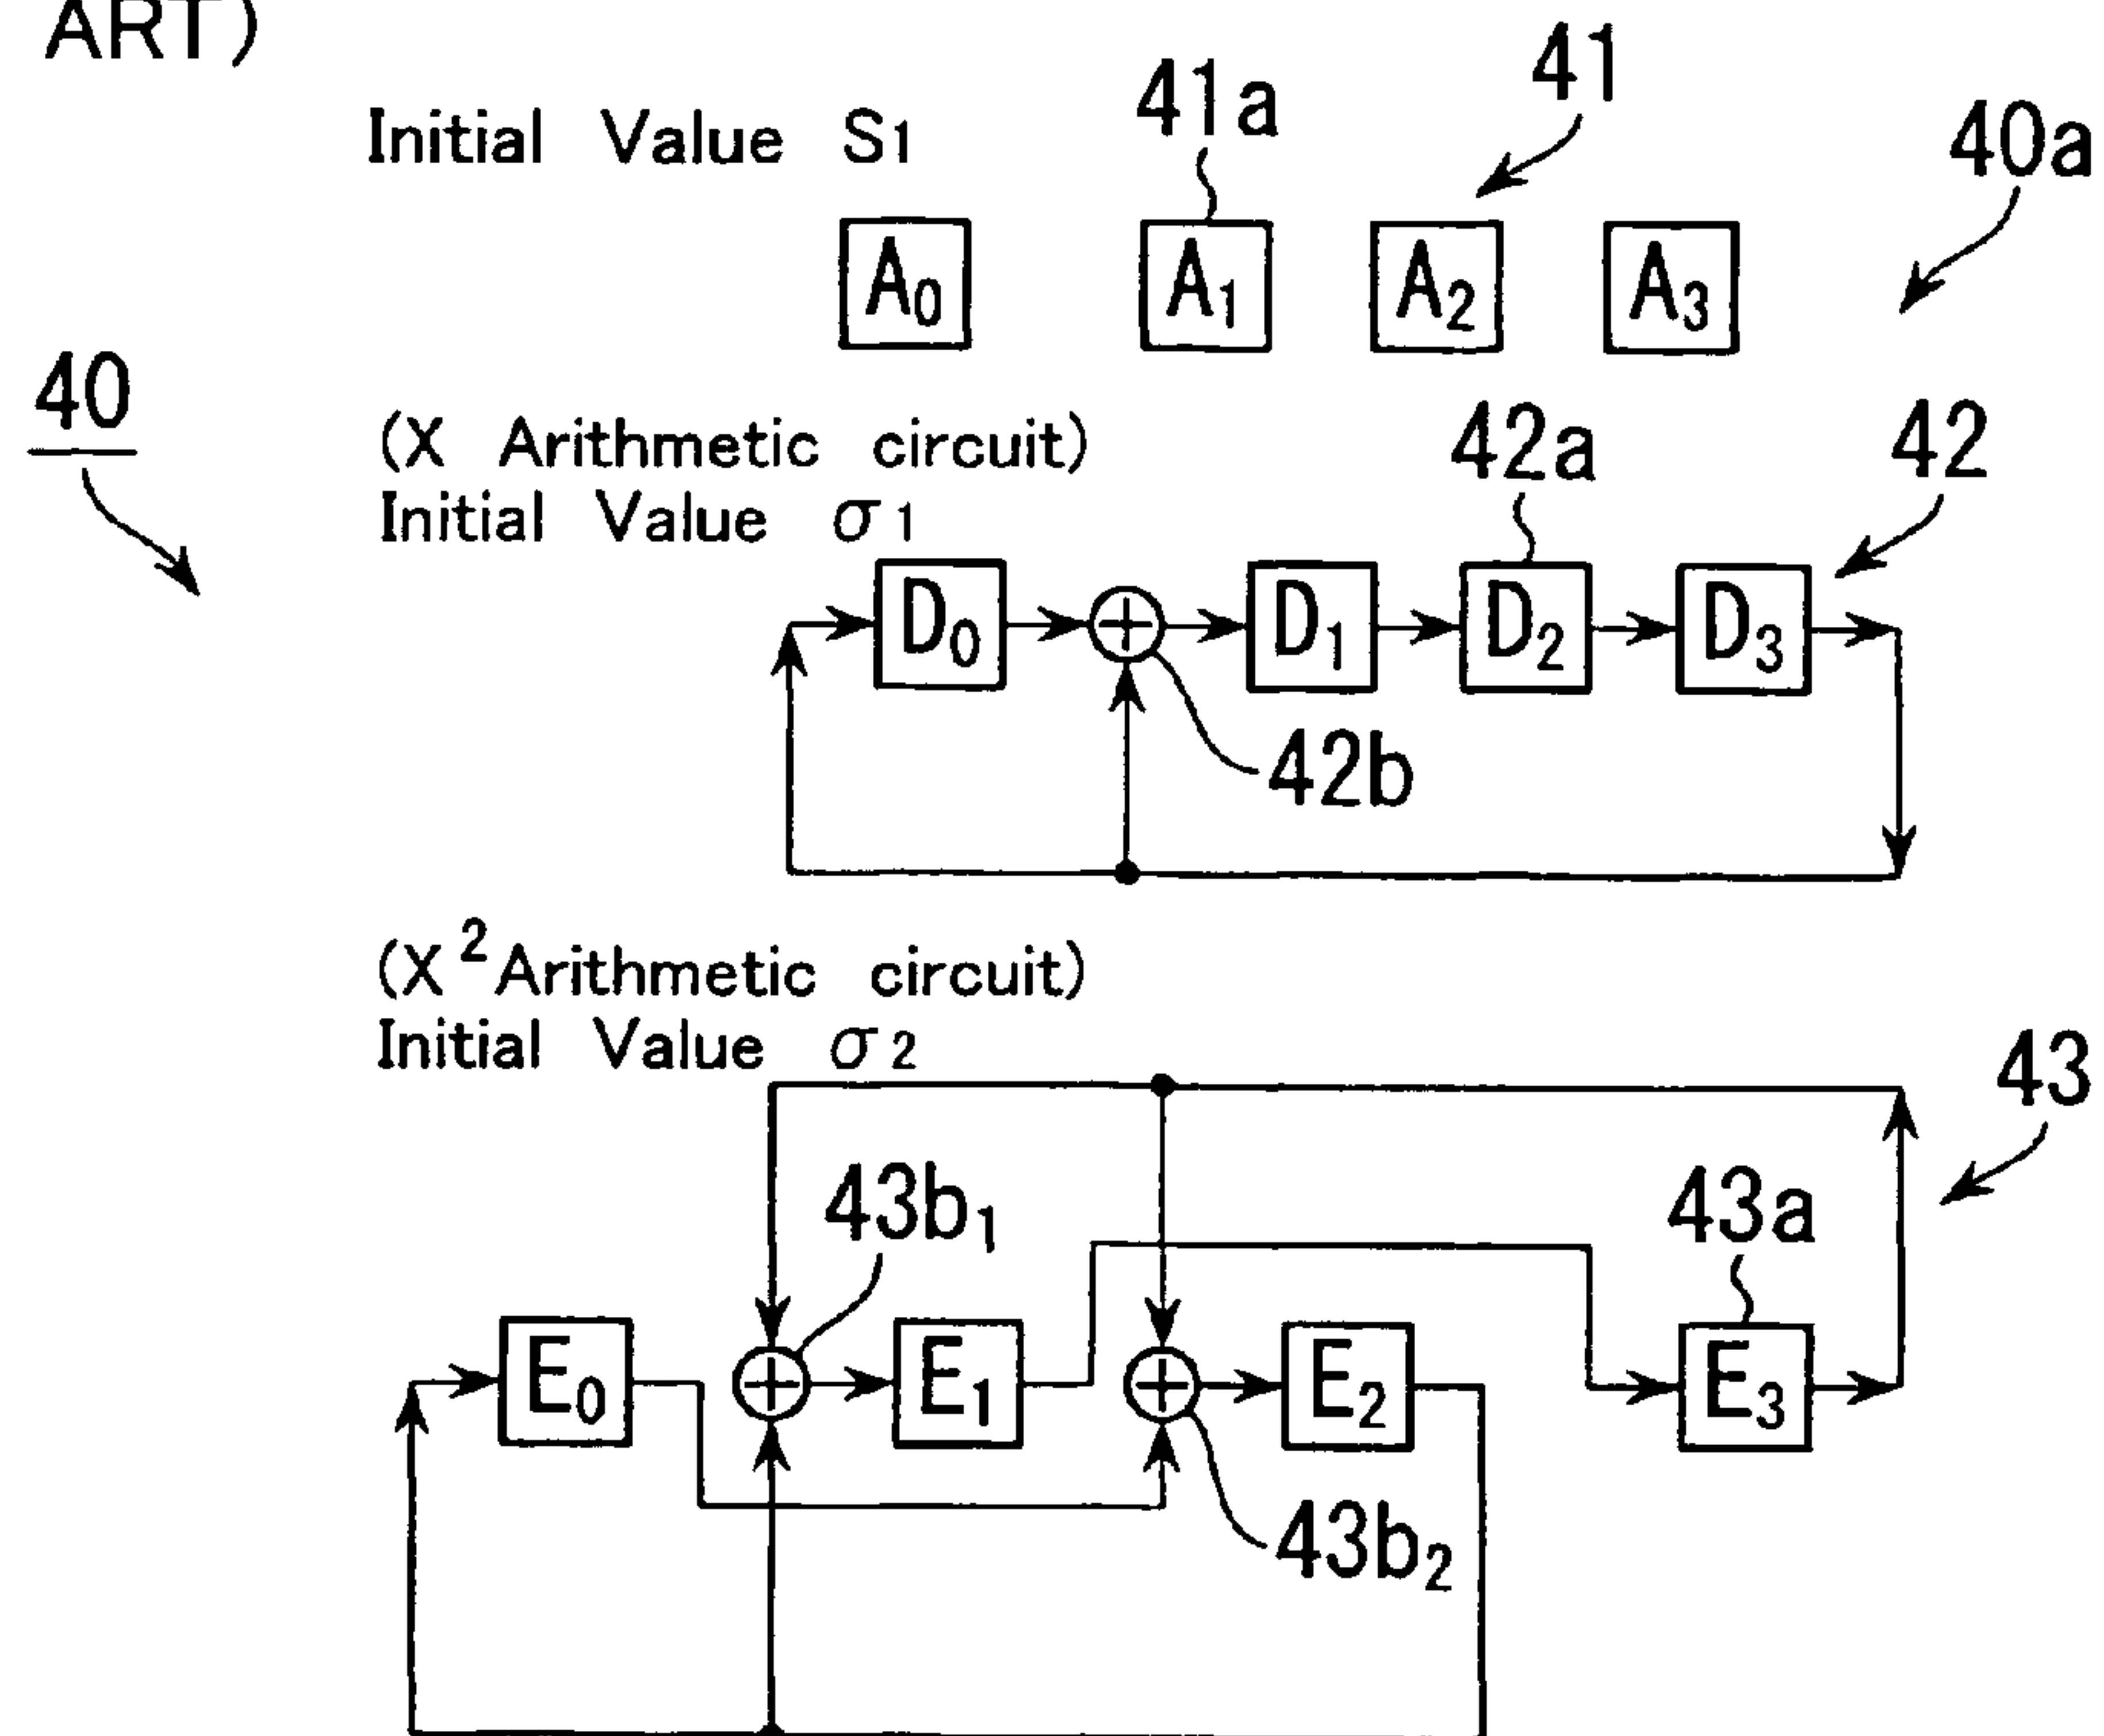 ART)
Initial Value S1
41a
41
40a
A0
A1
A2
A3
40
(X Arithmetic circuit)
Initial Value σ1
42a
42
D0
D1
D2
D3
42b
(X² Arithmetic circuit)
Initial Value σ2
43
43b1
43a
E0
E1
E2
E3
43b2